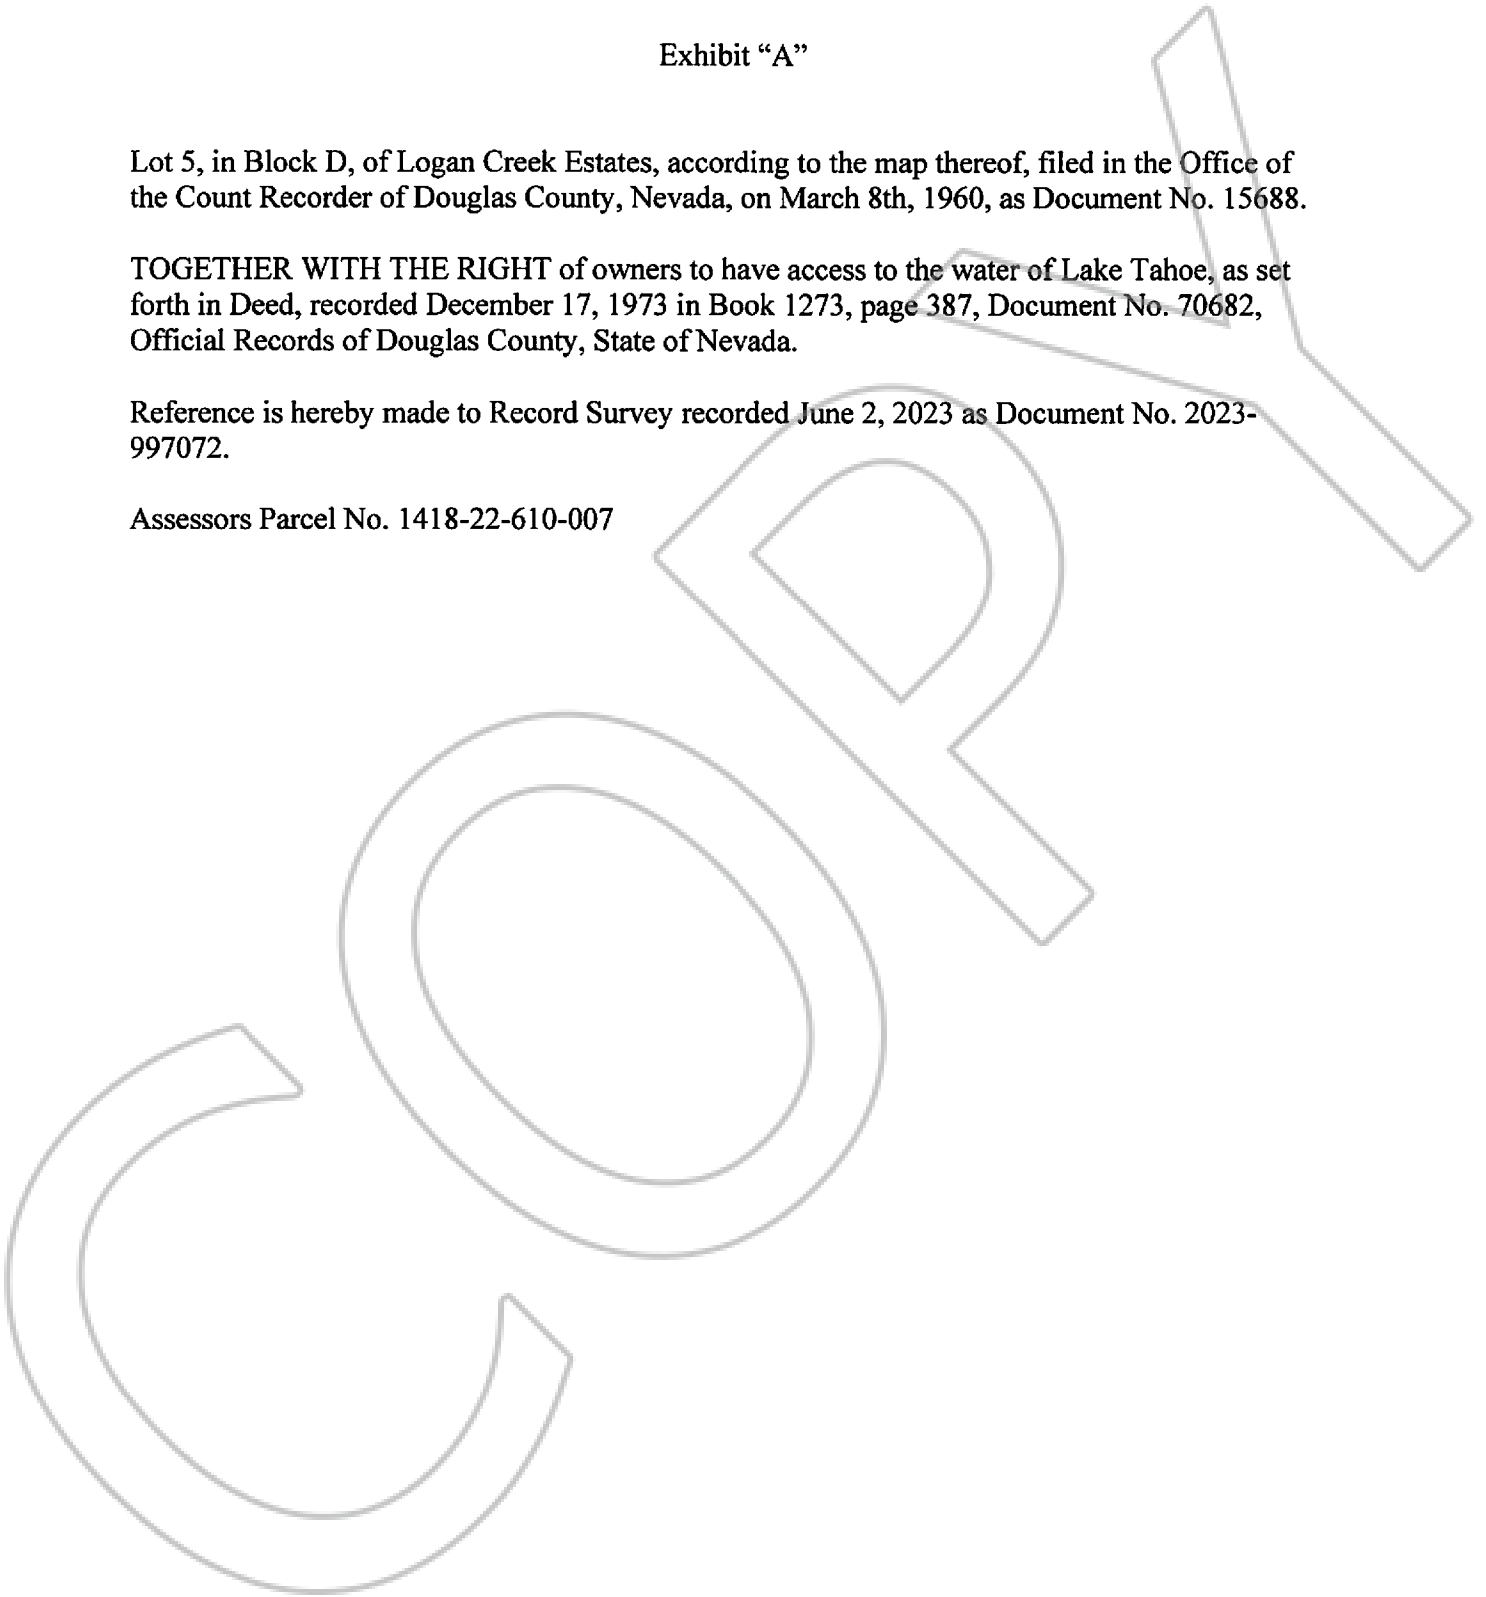 Exhibit “A”
Lot 5, in Block D, of Logan Creek Estates, according to the map thereof, filed in the Office of
the Count Recorder of Douglas County, Nevada, on March 8th, 1960, as Document No. 15688.
TOGETHER WITH THE RIGHT of owners to have access to the water of Lake Tahoe, as set
forth in Deed, recorded December 17, 1973 in Book 1273, page 387, Document No. 70682,
Official Records of Douglas County, State of Nevada.
Reference is hereby made to Record Survey recorded June 2, 2023 as Document No. 2023-
997072.
Assessors Parcel No. 1418-22-610-007
COPY